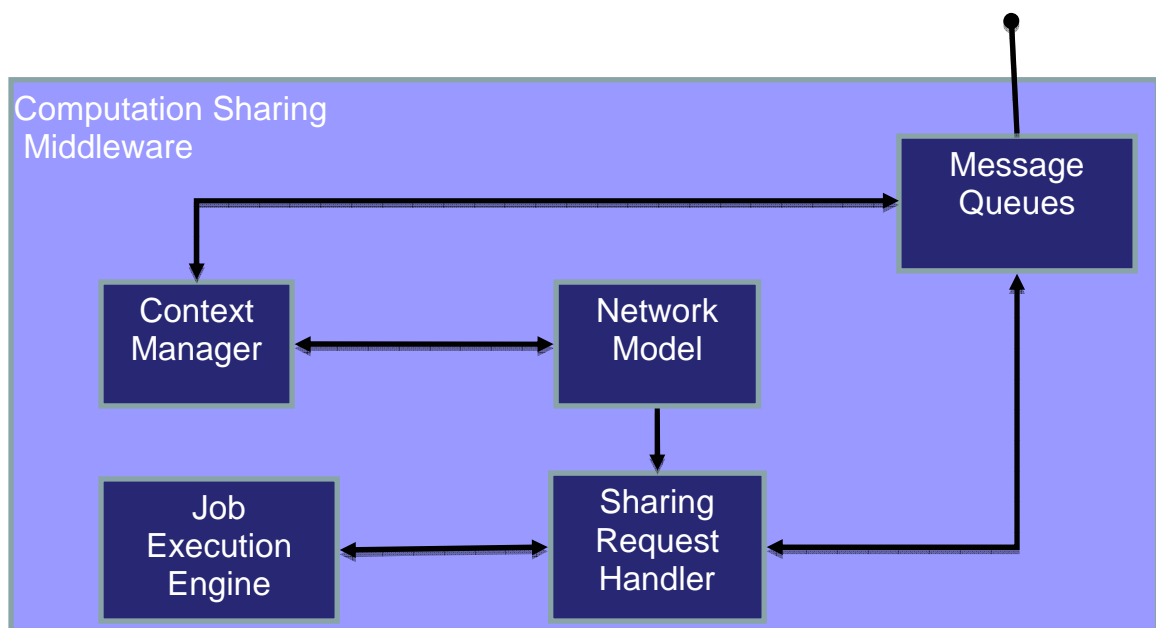 Computation Sharing
Middleware
Message
Queues
Context
Manager
Network
Model
Job
Execution
Engine
Sharing
Request
Handler